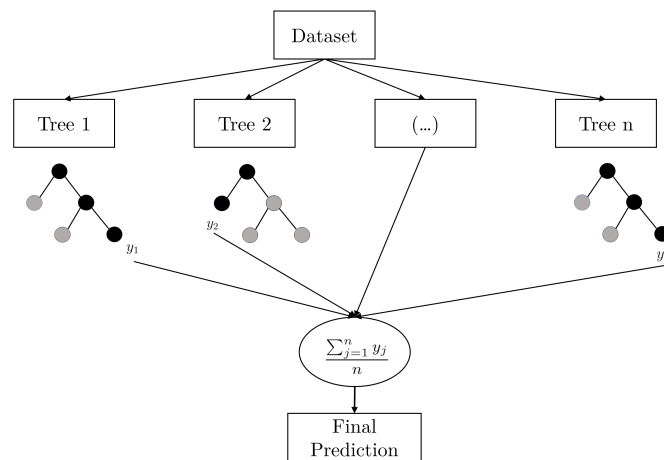 Dataset
Tree 1
Tree 2
(...)
Tree n
y₁
y₂
y
∑ⁿⱼ₌₁ yⱼ
n
Final
Prediction